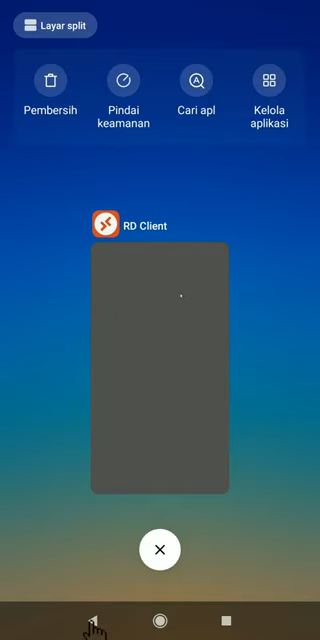 Layar split
Pembersih
Pindai keamanan
Cari apl
Kelola aplikasi
RD Client